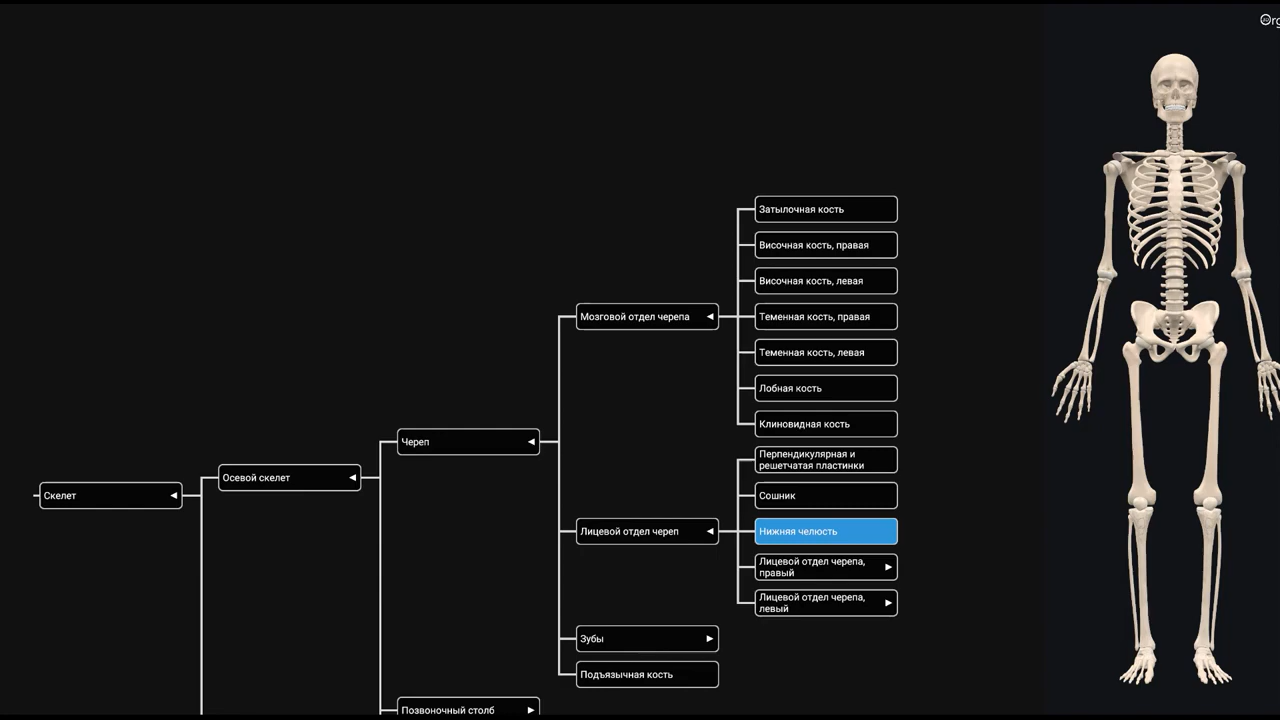 Org
Затылочная кость
Височная кость, правая
Височная кость, левая
Мозговой отдел черепа
Теменная кость, правая
Теменная кость, левая
Лобная кость
Клиновидная кость
Череп
Перпендикулярная и
решетчатая пластинки
Осевой скелет
Скелет
Сошник
Лицевой отдел череп
Нижняя челюсть
Лицевой отдел черепа,
правый
Лицевой отдел черепа,
левый
Зубы
Подъязычная кость
Позвоночный столб